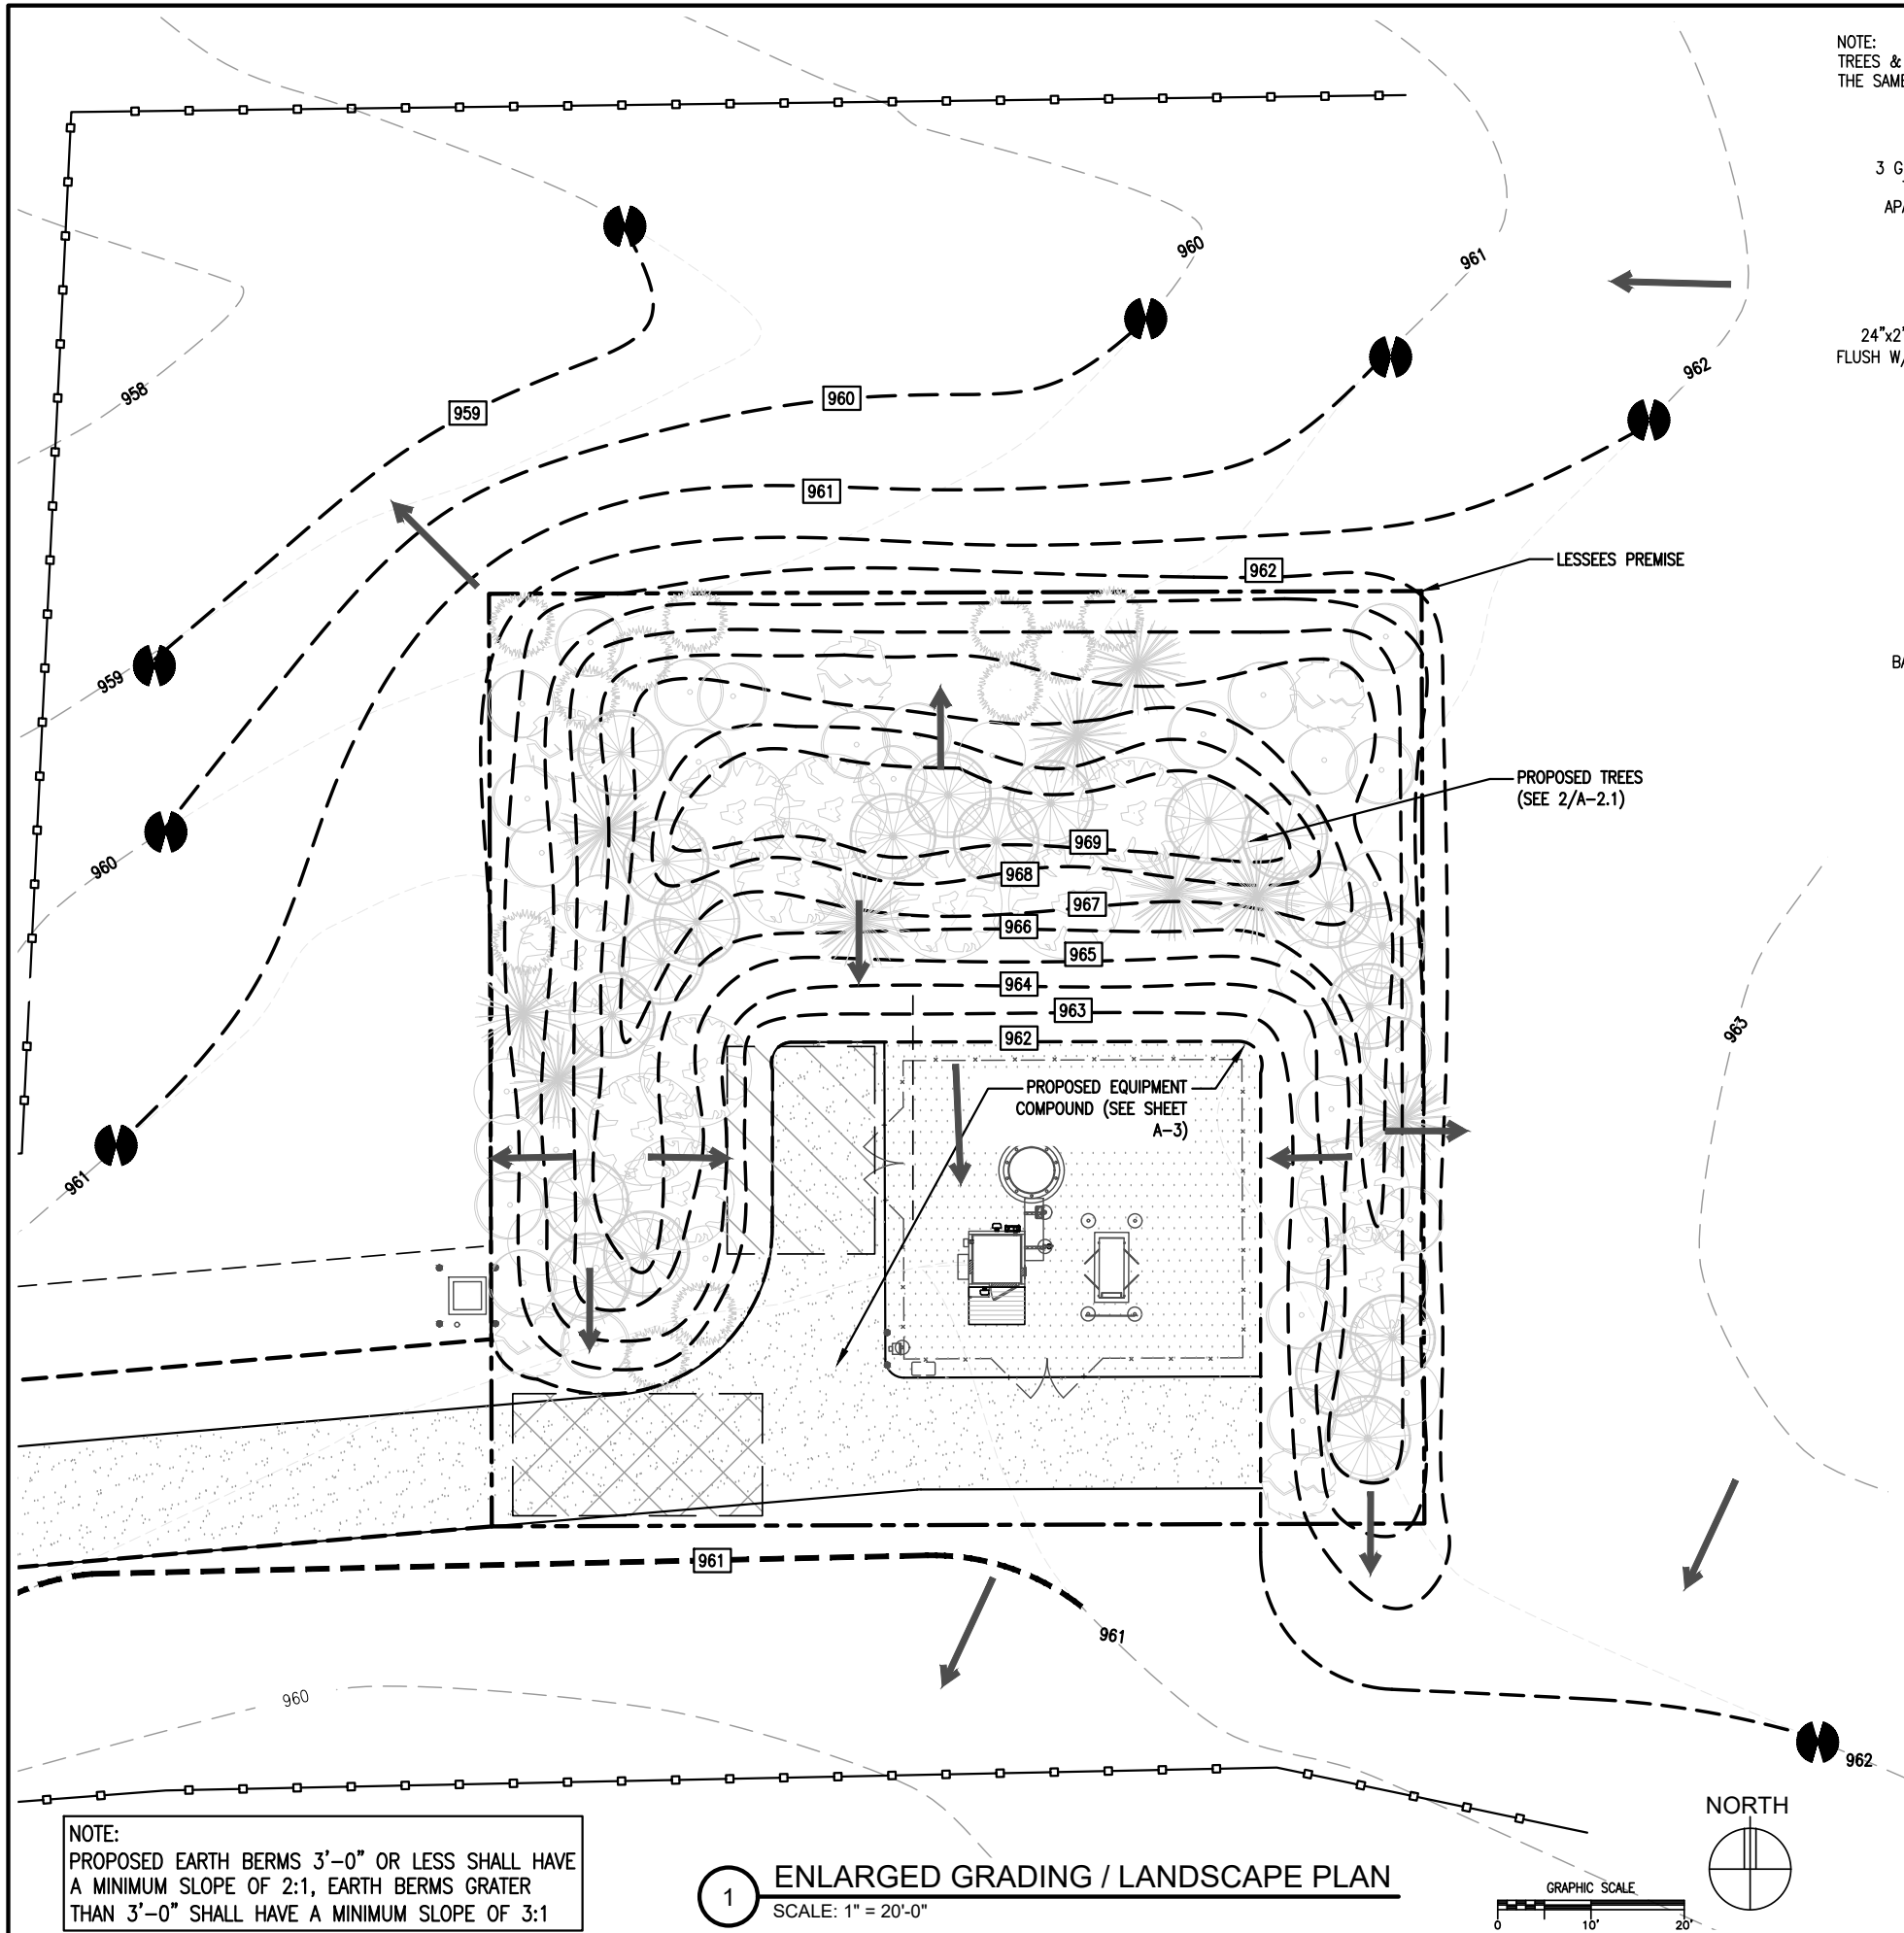 NOTE:
TREES &
THE SAME
3 G
AP
24"x2'
FLUSH W/
960
961
962
958
959
960
961
LESSEES PREMISE
962
959
PROPOSED TREES
(SEE 2/A-2.1)
969
968
960
967
966
965
964
963
963
962
PROPOSED EQUIPMENT
COMPOUND (SEE SHEET
A-3)
961
961
961
960
962
NOTE:
PROPOSED EARTH BERMS 3'-0" OR LESS SHALL HAVE
A MINIMUM SLOPE OF 2:1, EARTH BERMS GRATER
THAN 3'-0" SHALL HAVE A MINIMUM SLOPE OF 3:1
1
ENLARGED GRADING / LANDSCAPE PLAN
SCALE: 1" = 20'-0"
NORTH
GRAPHIC SCALE
0 10' 20'